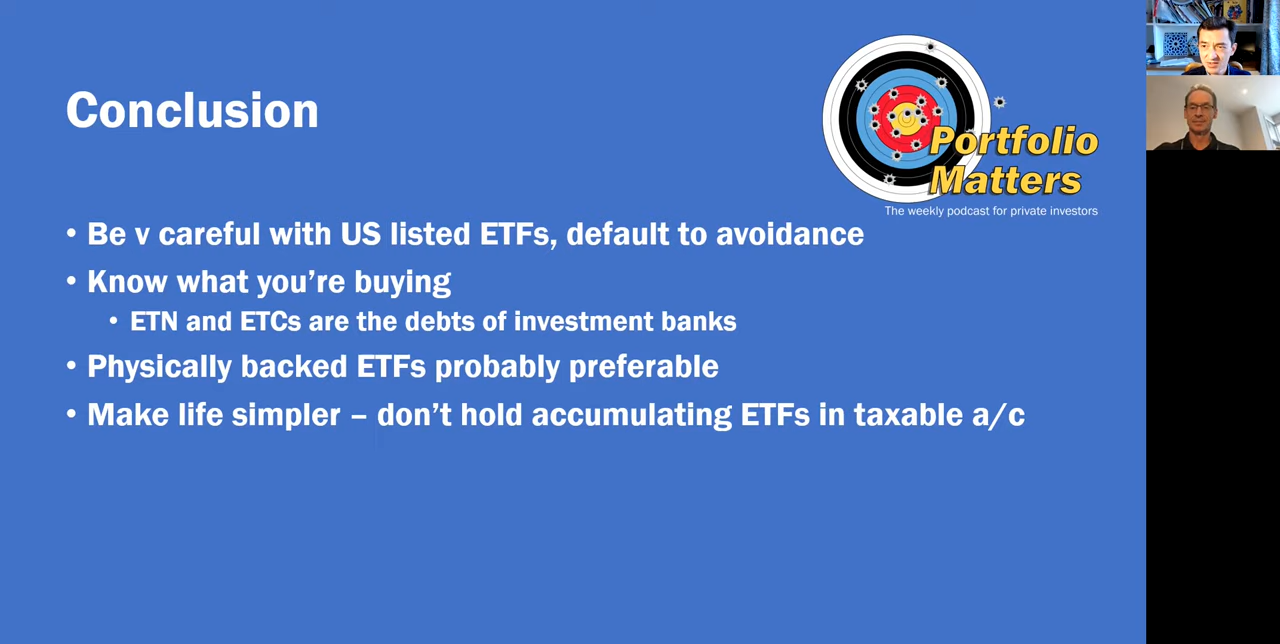 Conclusion
Portfolio
Matters
The weekly podcast for private investors
• Be v careful with US listed ETFs, default to avoidance
• Know what you’re buying
• ETN and ETCs are the debts of investment banks
• Physically backed ETFs probably preferable
• Make life simpler – don’t hold accumulating ETFs in taxable a/c